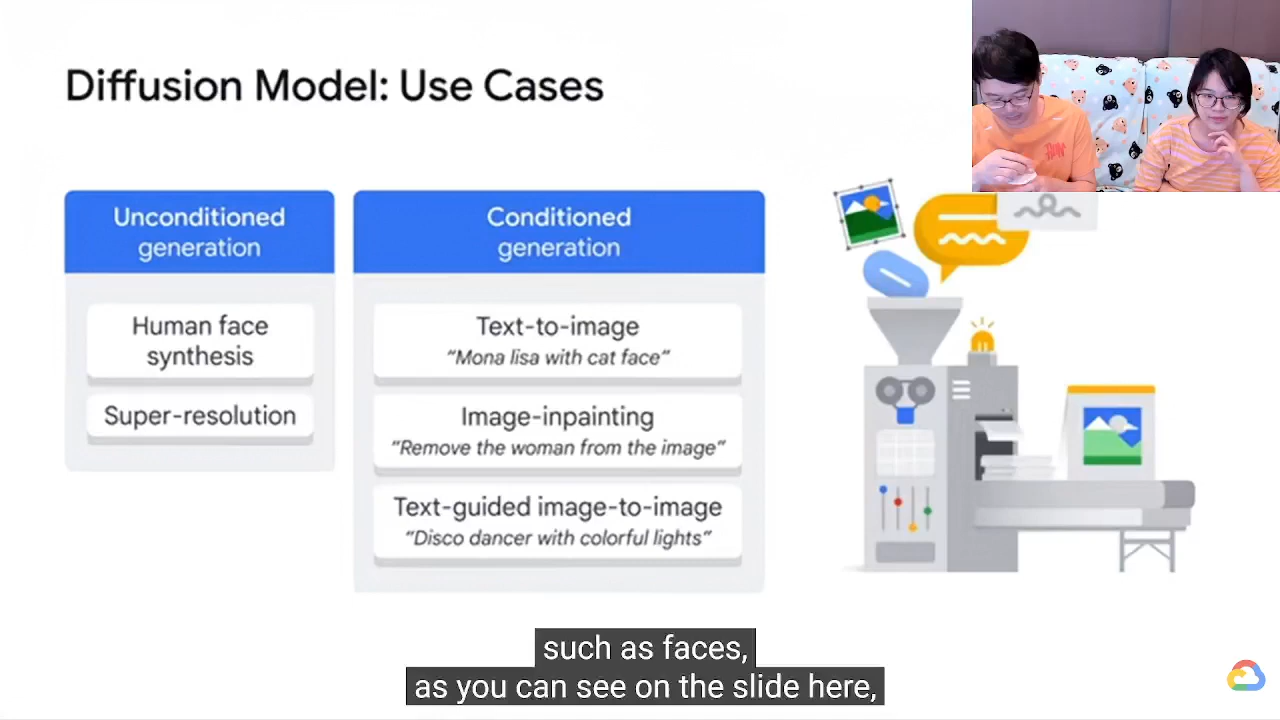 Diffusion Model: Use Cases
Unconditioned
generation
Human face
synthesis
Super-resolution
Conditioned
generation
Text-to-image
“Mona lisa with cat face”
Image-inpainting
“Remove the woman from the image”
Text-guided image-to-image
“Disco dancer with colorful lights”
such as faces,
as you can see on the slide here,